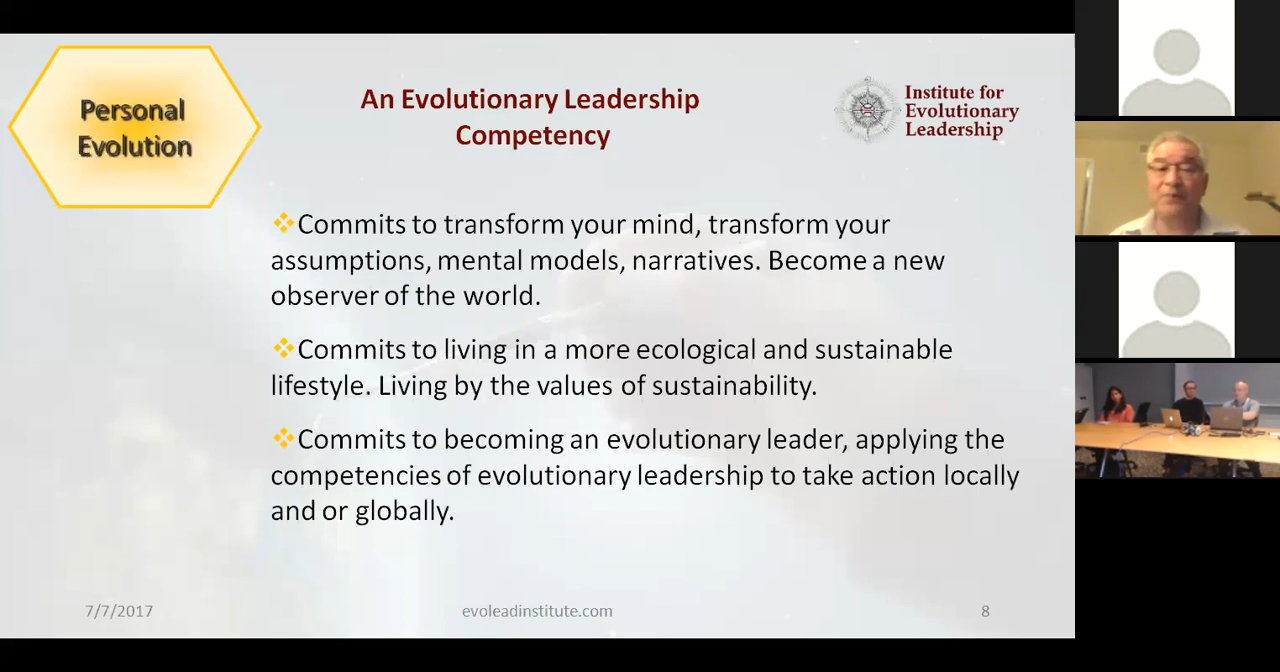 Personal
Evolution
An Evolutionary Leadership
Competency
Institute for
Evolutionary
Leadership
❖Commits to transform your mind, transform your
assumptions, mental models, narratives. Become a new
observer of the world.
❖Commits to living in a more ecological and sustainable
lifestyle. Living by the values of sustainability.
❖Commits to becoming an evolutionary leader, applying the
competencies of evolutionary leadership to take action locally
and or globally.
7/7/2017
evoleadinstitute.com
8